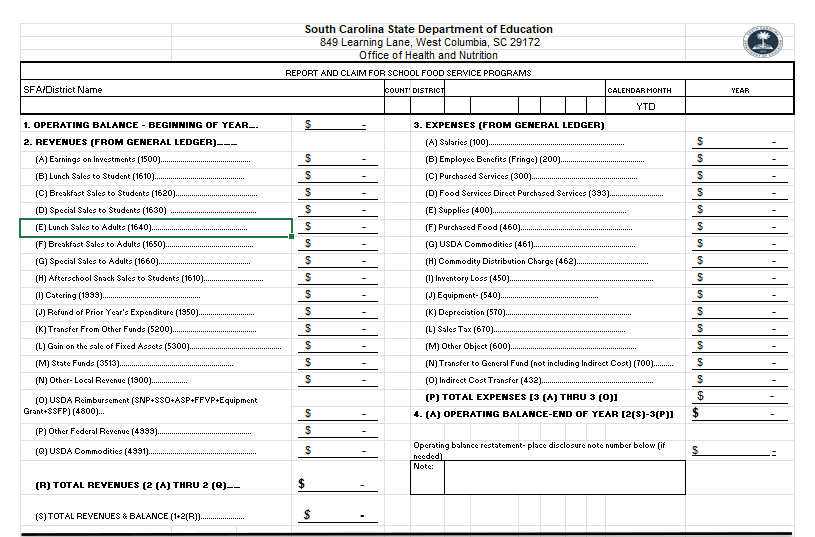 South Carolina State Department of Education
849 Learning Lane, West Columbia, SC 29172
Office of Health and Nutrition
REPORT AND CLAIM FOR SCHOOL FOOD SERVICE PROGRAMS
SFA/District Name COUNT' DISTRICT CALENDAR MONTH YEAR
YTD
1. OPERATING BALANCE - BEGINNING OF YEAR.... $ - 3. EXPENSES (FROM GENERAL LEDGER)
2. REVENUES (FROM GENERAL LEDGER)...... (A) Salaries (100)...... $ -
(A) Earnings on Investments (1500)...... $ - (B) Employee Benefits (Fringe) (200)...... $ -
(B) Lunch Sales to Student (1610)...... $ - (C) Purchased Services (300)...... $ -
(C) Breakfast Sales to Students (1620)...... $ - (D) Food Services Direct Purchased Services (393)...... $ -
(D) Special Sales to Students (1630) ...... $ - (E) Supplies (400)...... $ -
(E) Lunch Sales to Adults (1640)...... $ - (F) Purchased Food (460)...... $ -
(F) Breakfast Sales to Adults (1650)...... $ - (G) USDA Commodities (461)...... $ -
(G) Special Sales to Adults (1660)...... $ - (H) Commodity Distribution Charge (462)...... $ -
(H) Afterschool Snack Sales to Students (1610)...... $ - (I) Inventory Loss (450)...... $ -
(I) Catering (1999)...... $ - (J) Equipment- (540)...... $ -
(J) Refund of Prior Year's Expenditure (1950)...... $ - (K) Depreciation (570)...... $ -
(K) Transfer From Other Funds (5200)...... $ - (L) Sales Tax (670)...... $ -
(L) Gain on the sale of Fixed Assets (5300)...... $ - (M) Other Object (600)...... $ -
(M) State Funds (3513)...... $ - (N) Transfer to General Fund (not including Indirect Cost) (700)...... $ -
(N) Other- Local Revenue (1900)...... $ - (O) Indirect Cost Transfer (432)...... $ -
(O) USDA Reimbursement (SNP+SSO+ASP+FFVP+Equipment (P) TOTAL EXPENSES [3 (A) THRU 3 (O)] $ -
Grant+SSFP) (4800)... $ - 4. (A) OPERATING BALANCE-END OF YEAR [2(S)-3(P)] $ -
(P) Other Federal Revenue (4999)...... $ -
(Q) USDA Commodities (4991)...... $ - Operating balance restatement- place disclosure note number below (if needed) $ -
Note:
(R) TOTAL REVENUES (2 (A) THRU 2 (Q)...... $ -
(S) TOTAL REVENUES & BALANCE (1+2(R))...... $ -